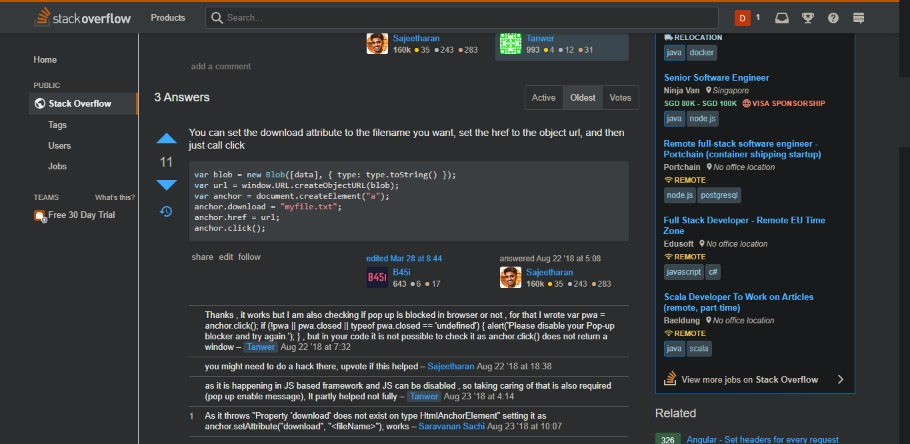 stackoverflow Products Search... D 1
Sajeetharan Tanwer
160k 35 243 283 993 4 12 31
add a comment
Home
PUBLIC
Stack Overflow
Tags
Users
Jobs
TEAMS What's this?
Free 30 Day Trial
3 Answers Active Oldest Votes
You can set the download attribute to the filename you want, set the href to the object url, and then
just call click
11
var blob = new Blob([data], { type: type.toString() });
var url = window.URL.createObjectURL(blob);
var anchor = document.createElement("a");
anchor.download = "myfile.txt";
anchor.href = url;
anchor.click();
share edit follow
edited Mar 28 at 8:44
B45i
B45i
643 6 17
answered Aug 22 '18 at 5:08
Sajeetharan
160k 35 243 283
Thanks , it works but I am also checking if pop up is blocked in browser or not , for that I wrote var pwa =
anchor.click(); if (!pwa || pwa.closed || typeof pwa.closed == 'undefined') { alert('Please disable your Pop-up
blocker and try again.'); } , but in your code it is not possible to check it as anchor.click() does not return a
window – Tanwer Aug 22 '18 at 7:32
you might need to do a hack there, upvote if this helped – Sajeetharan Aug 22 '18 at 18:38
as it is happening in JS based framework and JS can be disabled , so taking caring of that is also required
(pop up enable message), It partly helped not fully – Tanwer Aug 23 '18 at 4:14
1 As it throws "Property 'download' does not exist on type HtmlAnchorElement" setting it as
anchor.setAttribute("download", "<fileName>"); works – Saravanan Sachi Aug 23 '18 at 10:07
RELOCATION
java docker
Senior Software Engineer
Ninja Van Singapore
SGD 80K - SGD 100K VISA SPONSORSHIP
java node.js
Remote full-stack software engineer -
Portchain (container shipping startup)
Portchain No office location
REMOTE
node.js postgresql
Full Stack Developer - Remote EU Time
Zone
Edusoft No office location
REMOTE
javascript c#
Scala Developer To Work on Articles
(remote, part-time)
Baeldung No office location
REMOTE
java scala
View more jobs on Stack Overflow
Related
326 Angular - Set headers for every request